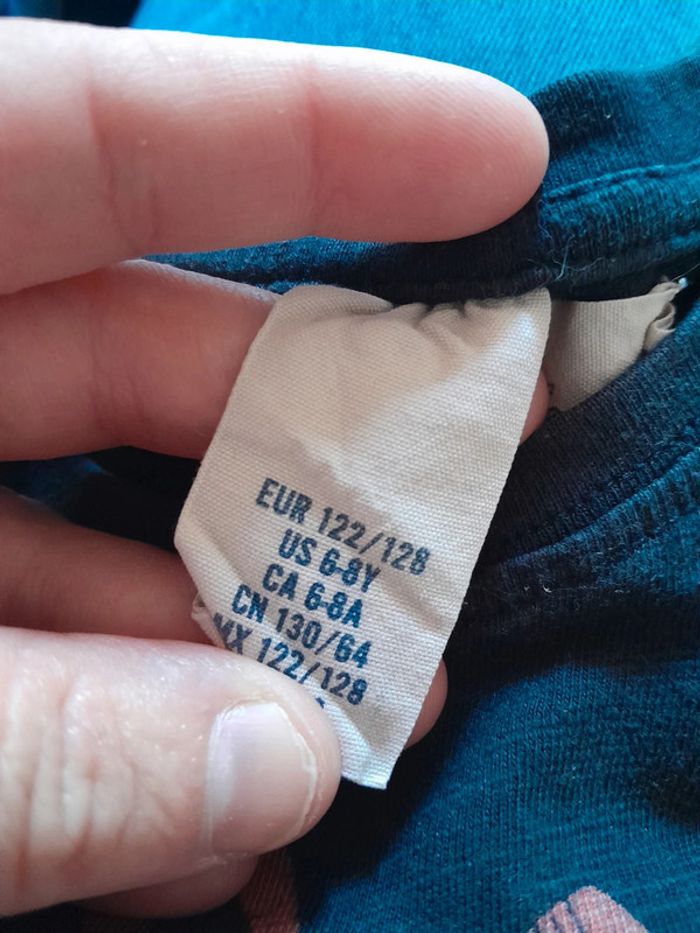 EUR 122/128
US 6-8Y
CA 6-8A
CN 130/64
MX 122/128